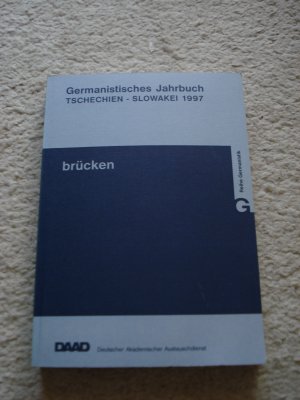 Germanistisches Jahrbuch
TSCHECHIEN - SLOWAKEI 1997
brücken
Reihe Germanistik
G
DAAD Deutscher Akademischer Austauschdienst